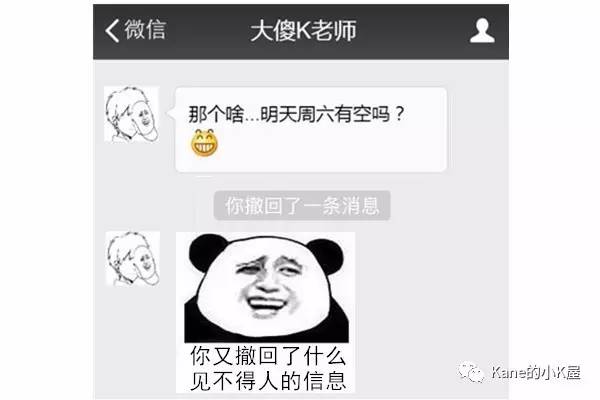 微信
大傻K老师
那个啥...明天周六有空吗？
你撤回了一条消息
你又撤回了什么
见不得人的信息
Kane的小K屋